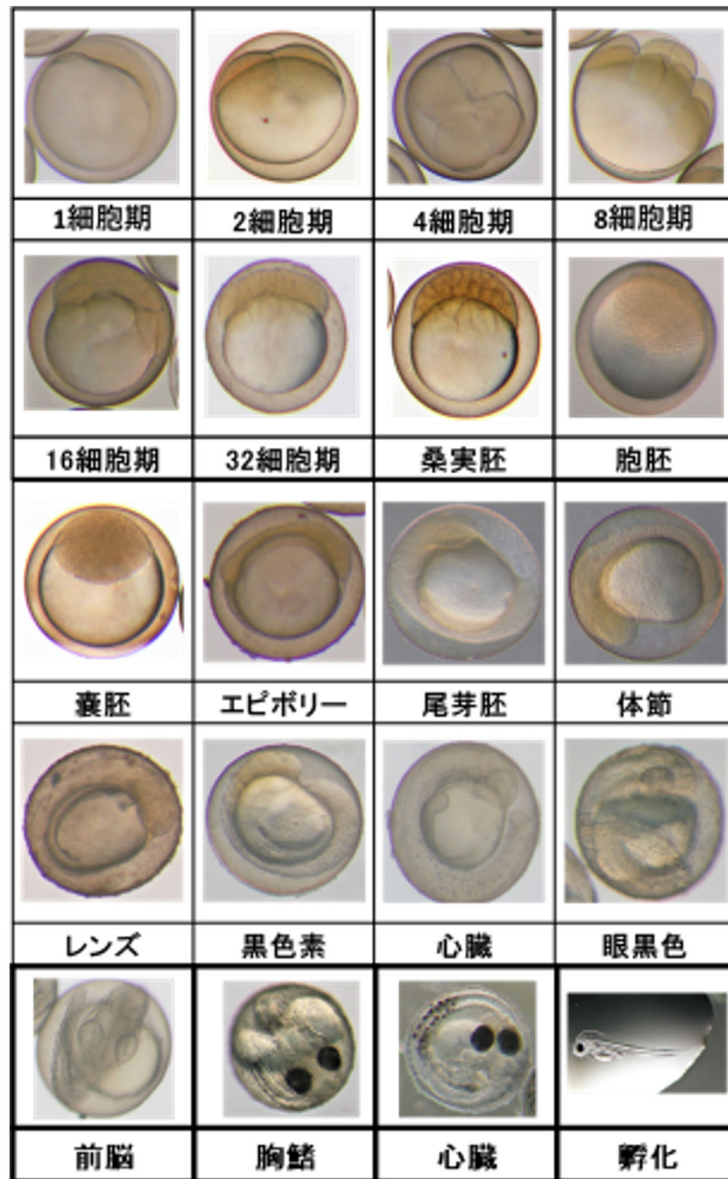 1細胞期 2細胞期 4細胞期 8細胞期
16細胞期 32細胞期 桑実胚 胞胚
嚢胚 エピボリー 尾芽胚 体節
レンズ 黒色素 心臓 眼黒色
前脳 胸鰭 心臓 孵化